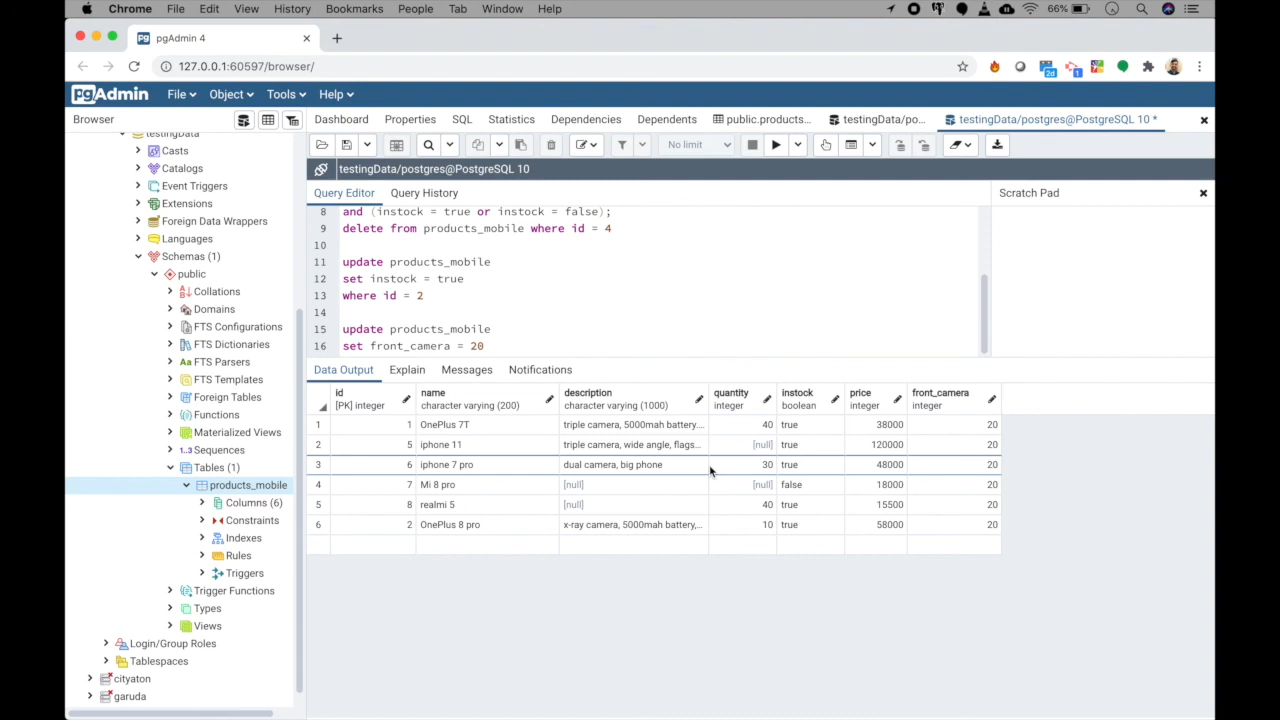 Chrome File Edit View History Bookmarks People Tab Window Help 66%
pgAdmin 4
127.0.0.1:60597/browser/
2d 1
pgAdmin File Object Tools Help
Browser
Dashboard Properties SQL Statistics Dependencies Dependents public.products... testingData/po... testingData/postgres@PostgreSQL 10 *
No limit
testingData/postgres@PostgreSQL 10
Query Editor Query History
Scratch Pad
testingData
Casts
Catalogs
Event Triggers
Extensions
Foreign Data Wrappers
Languages
Schemas (1)
public
Collations
Domains
FTS Configurations
FTS Dictionaries
Aa FTS Parsers
FTS Templates
Foreign Tables
Functions
Materialized Views
1..3 Sequences
Tables (1)
products_mobile
Columns (6)
Constraints
Indexes
Rules
Triggers
Trigger Functions
Types
Views
Login/Group Roles
Tablespaces
cityaton
garuda
8 and (instock = true or instock = false);
9 delete from products_mobile where id = 4
10
11 update products_mobile
12 set instock = true
13 where id = 2
14
15 update products_mobile
16 set front_camera = 20
Data Output Explain Messages Notifications
id name description quantity instock price front_camera
[PK] integer character varying (200) character varying (1000) integer boolean integer integer
1 1 OnePlus 7T triple camera, 5000mah battery.... 40 true 38000 20
2 5 iphone 11 triple camera, wide angle, flags... [null] true 120000 20
3 6 iphone 7 pro dual camera, big phone 30 true 48000 20
4 7 Mi 8 pro [null] [null] false 18000 20
5 8 realmi 5 [null] 40 true 15500 20
6 2 OnePlus 8 pro x-ray camera, 5000mah battery,... 10 true 58000 20